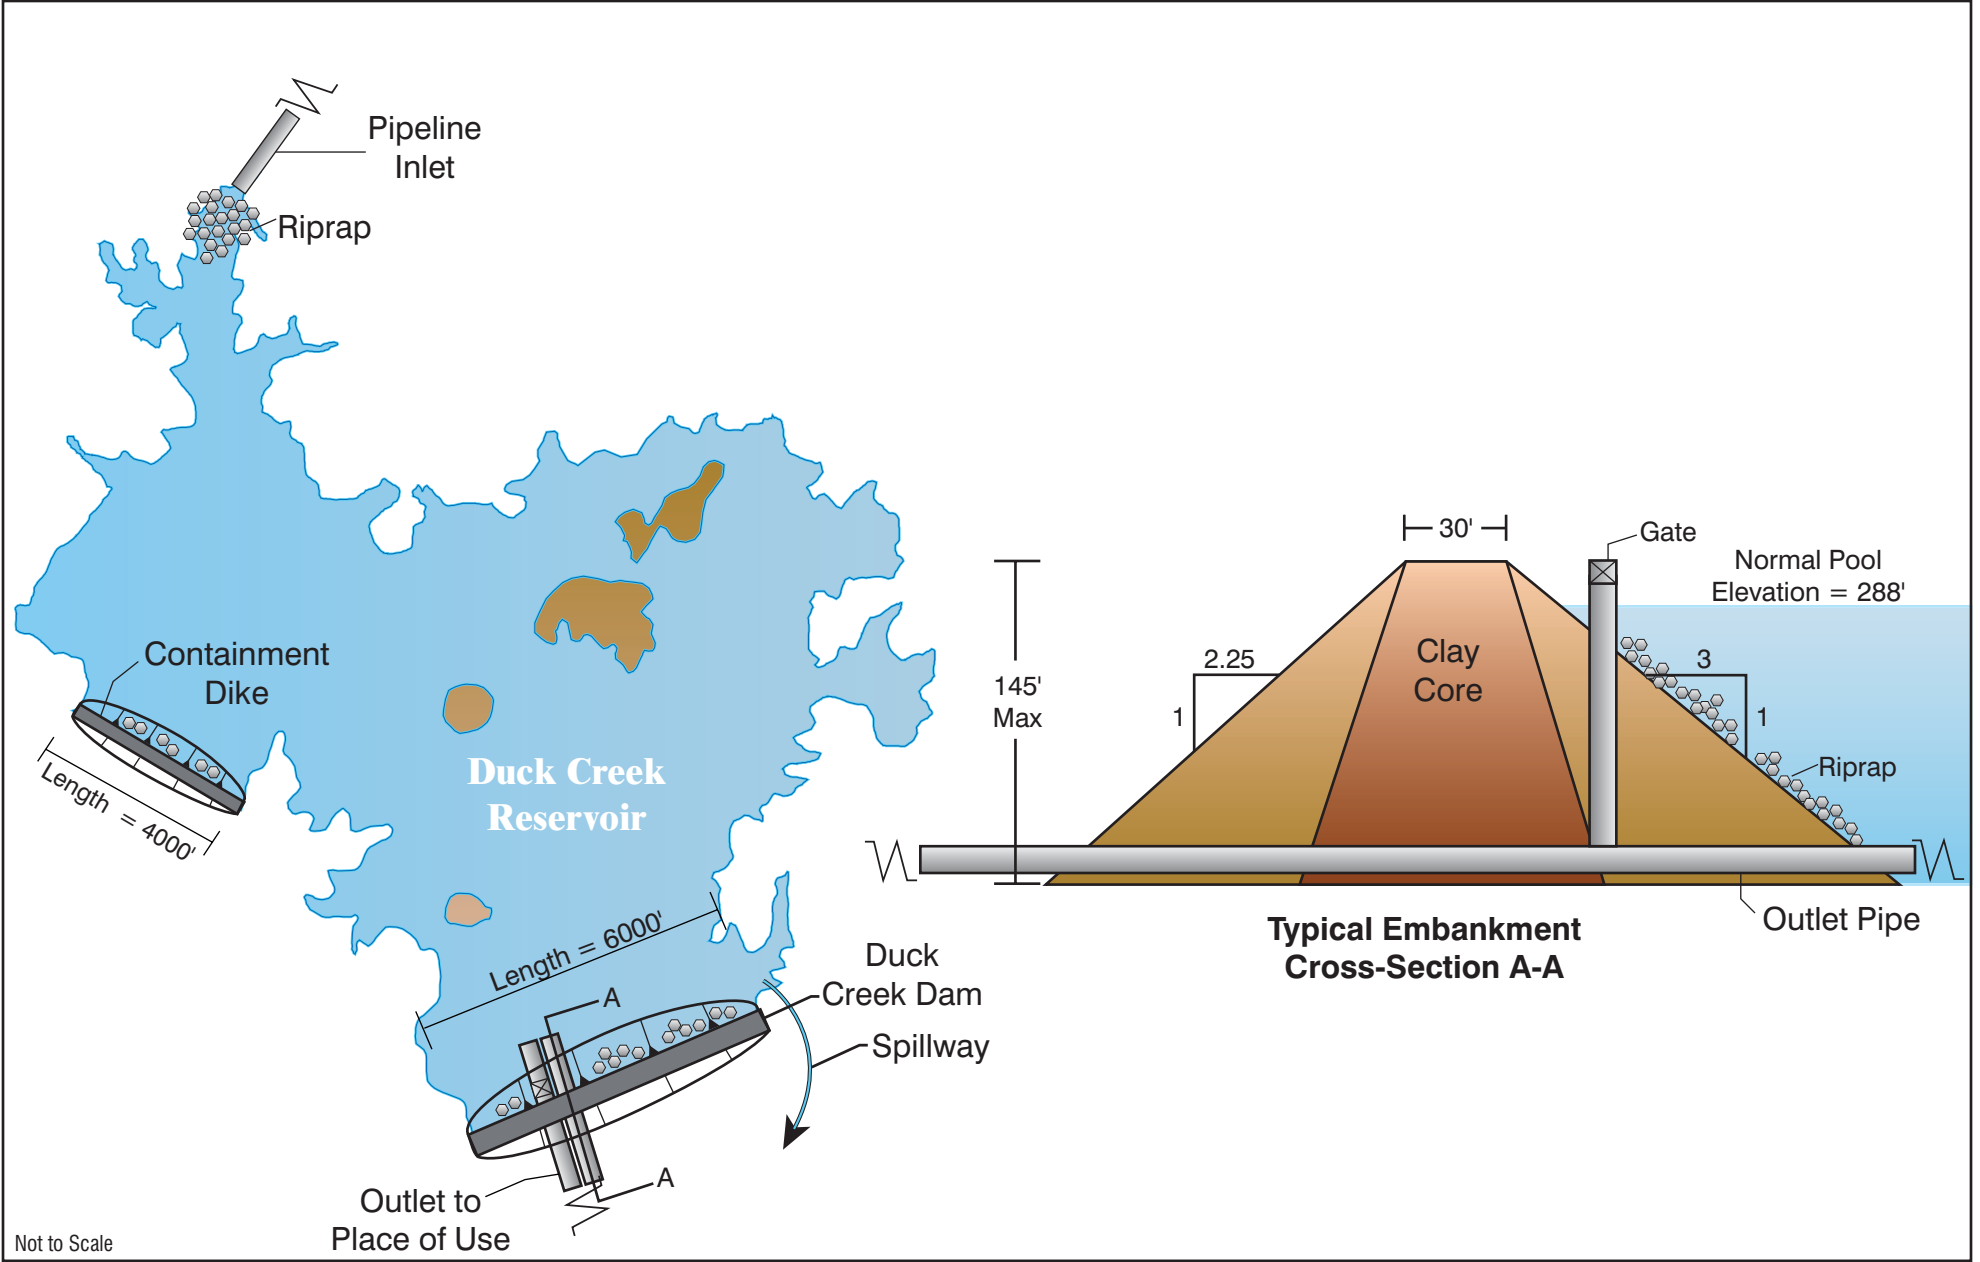 Pipeline
Inlet
Riprap
Containment
Dike
Length = 4000'
Duck Creek
Reservoir
Length = 6000'
A
Duck
Creek Dam
Spillway
A
Outlet to
Place of Use
Not to Scale
30'
Gate
Normal Pool
Elevation = 288'
Clay
Core
2.25
1
3
1
145'
Max
Riprap
Outlet Pipe
Typical Embankment
Cross-Section A-A